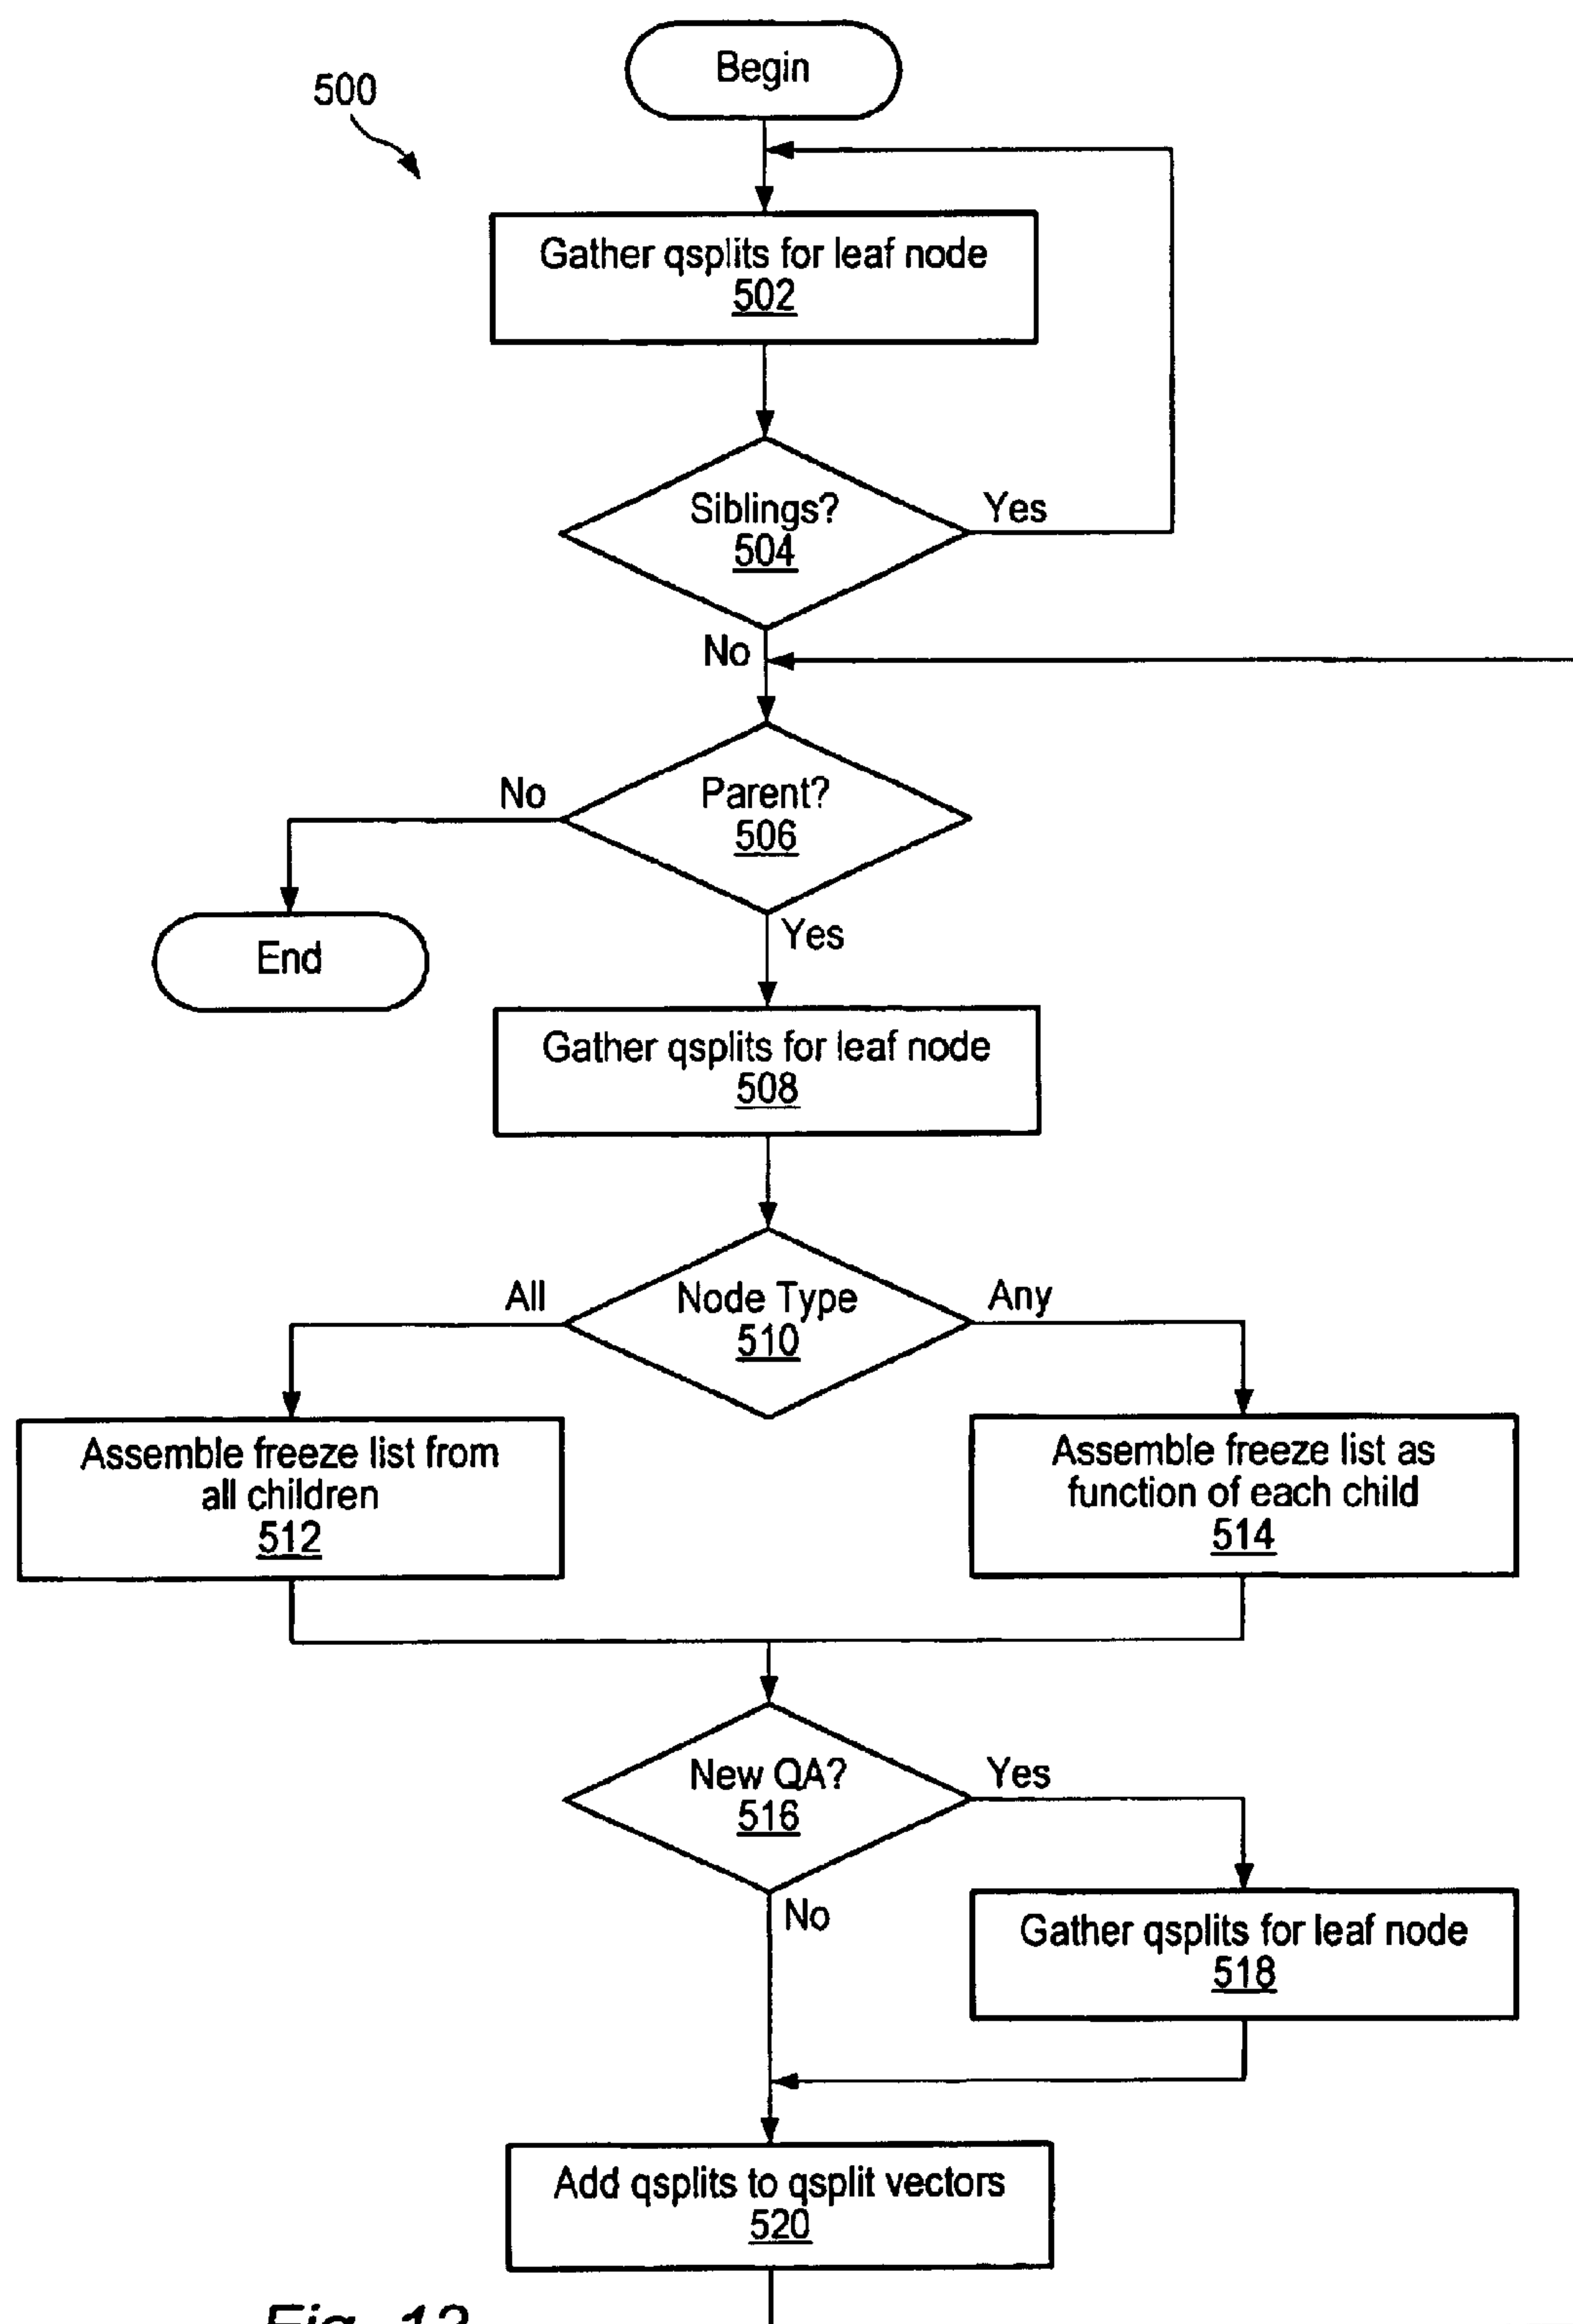 Begin
500
Gather qsplits for leaf node
502
Siblings?
504
Yes
No
Parent?
506
No
End
Yes
Gather qsplits for leaf node
508
Node Type
510
All
Any
Assemble freeze list from
all children
512
Assemble freeze list as
function of each child
514
New QA?
516
Yes
No
Gather qsplits for leaf node
518
Add qsplits to qsplit vectors
520
Fig.